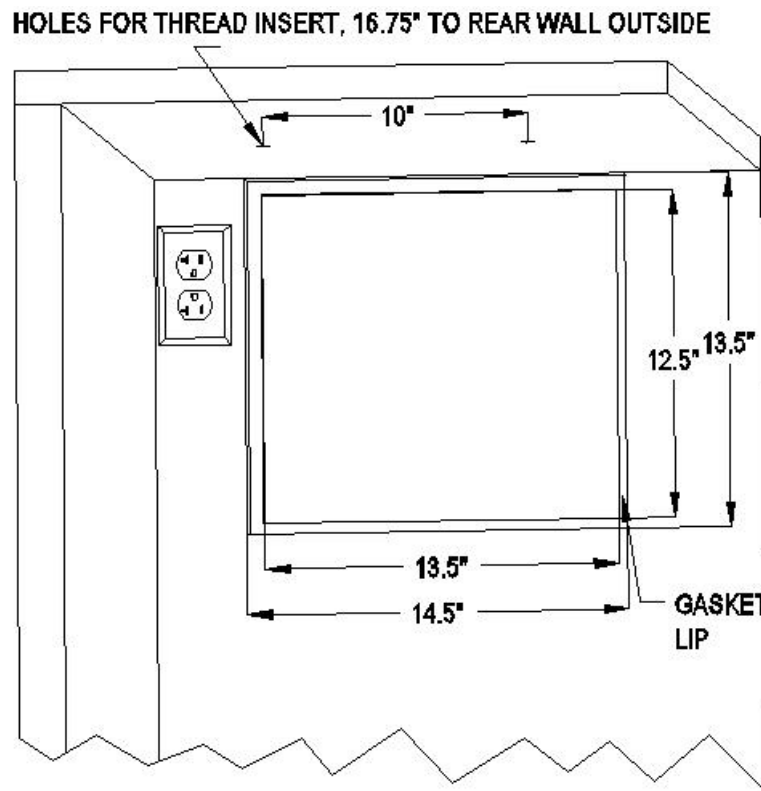 HOLES FOR THREAD INSERT, 16.75" TO REAR WALL OUTSIDE
10"
12.5"
13.5"
13.5"
14.5"
GASKET
LIP